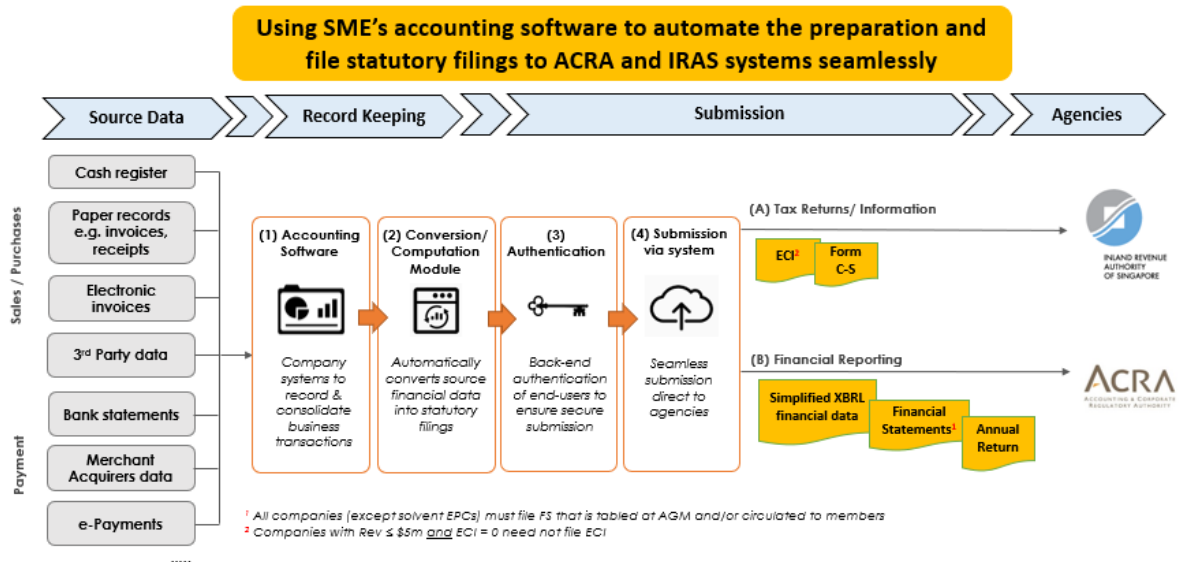 Using SME's accounting software to automate the preparation and
file statutory filings to ACRA and IRAS systems seamlessly
Source Data
Record Keeping
Submission
Agencies
Sales / Purchases
Payment
Cash register
Paper records
e.g. invoices,
receipts
Electronic
invoices
3rd Party data
Bank statements
Merchant
Acquirers data
e-Payments
(1) Accounting
Software
Company
systems to
record &
consolidate
business
transactions
(2) Conversion/
Computation
Module
Automatically
converts source
financial data
into statutory
filings
(3)
Authentication
Back-end
authentication
of end-users to
ensure secure
submission
(4) Submission
via system
Seamless
submission
direct to
agencies
(A) Tax Returns/ Information
ECI2
Form
C-S
INLAND REVENUE
AUTHORITY
OF SINGAPORE
(B) Financial Reporting
Simplified XBRL
financial data
Financial
Statements1
Annual
Return
ACRA
ACCOUNTING & CORPORATE
REGULATORY AUTHORITY
1 All companies (except solvent EPCs) must file FS that is tabled at AGM and/or circulated to members
2 Companies with Rev ≤ $5m and ECI = 0 need not file ECI